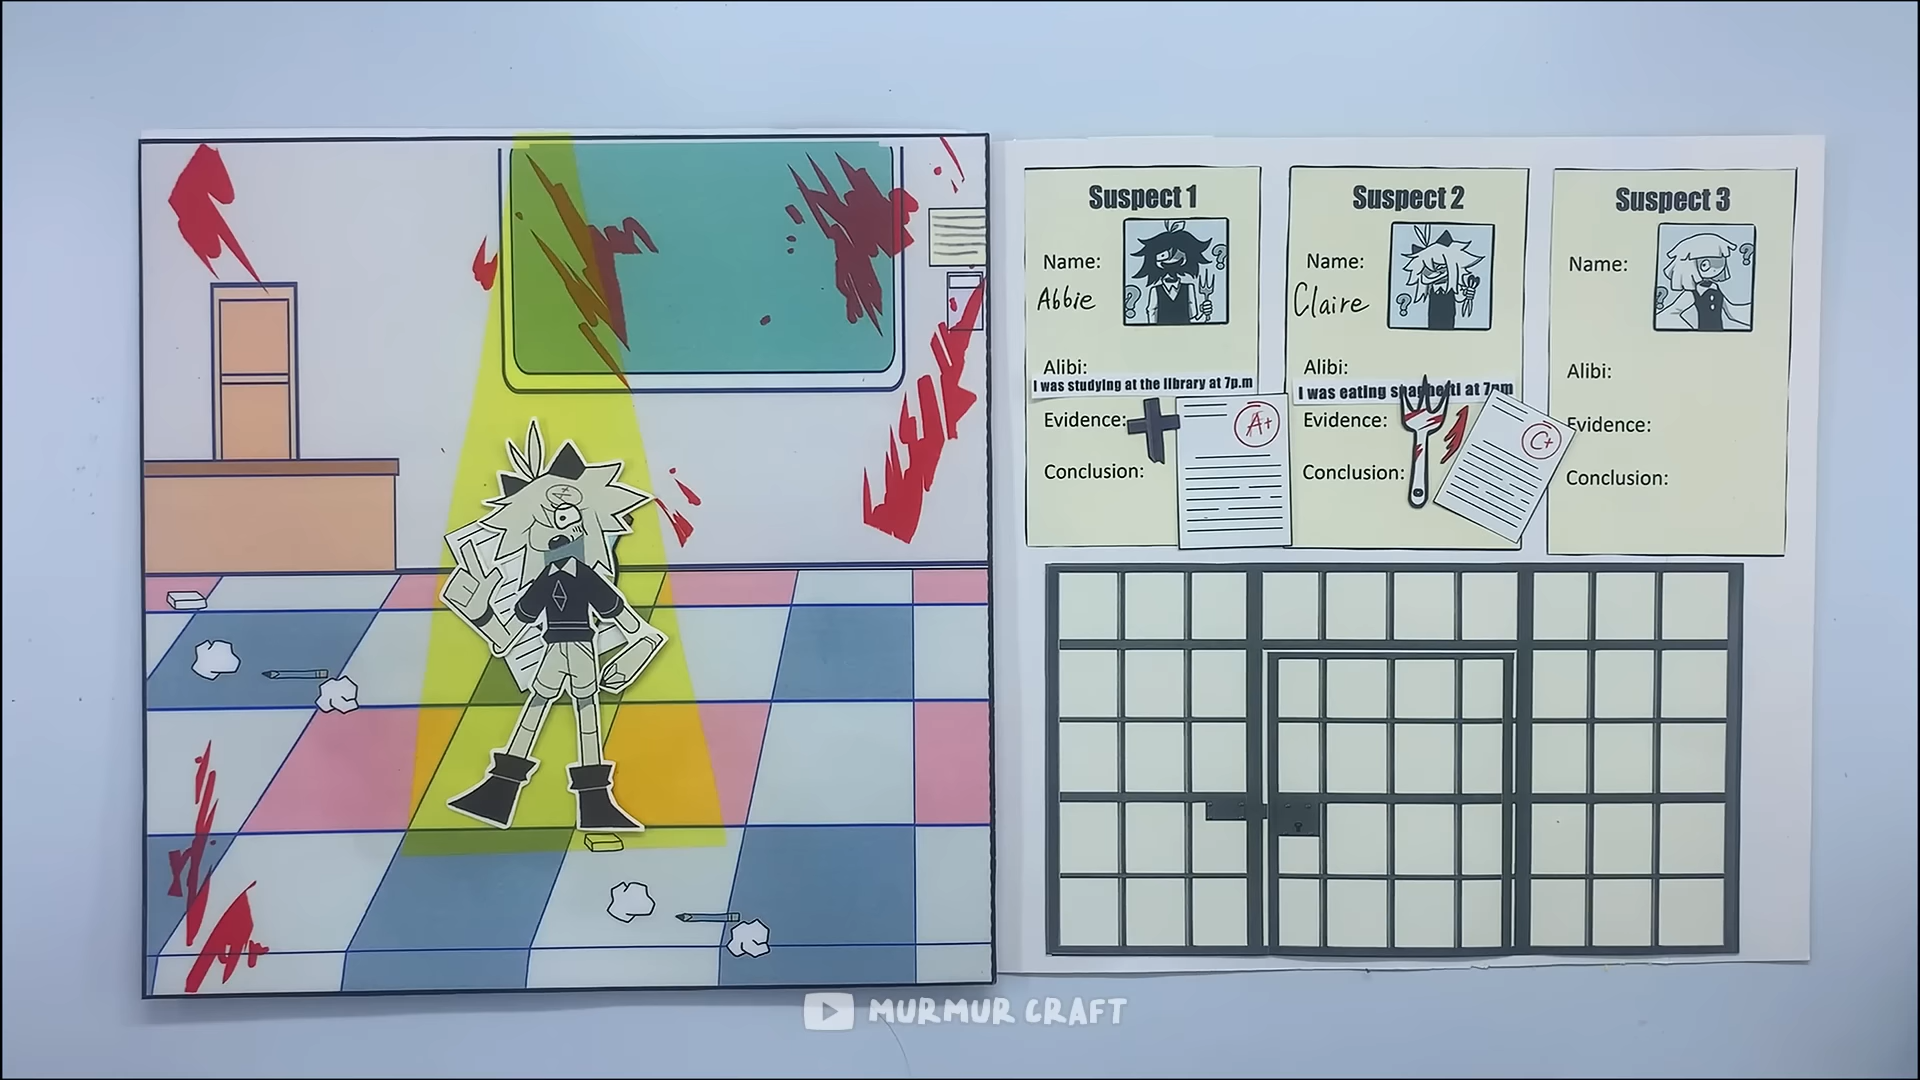 Suspect 1
Name:
Abbie
Alibi:
I was studying at the library at 7p.m
Evidence:
A+
Conclusion:
Suspect 2
Name:
Claire
Alibi:
I was eating spaghetti at 7pm
Evidence:
C+
Conclusion:
Suspect 3
Name:
Alibi:
Evidence:
Conclusion:
MURMUR CRAFT